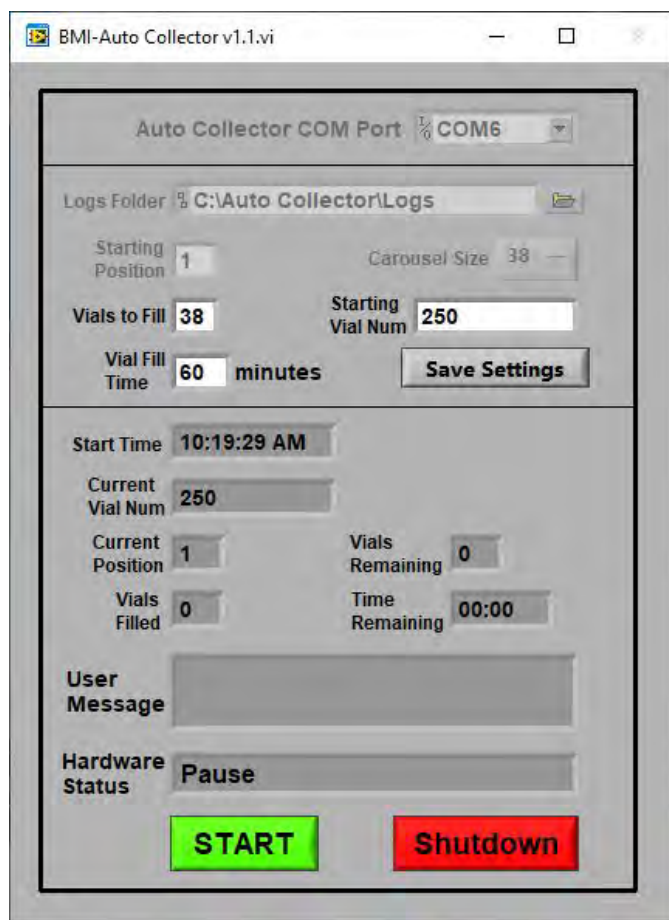 BMI-Auto Collector v1.1.vi
Auto Collector COM Port COM6
Logs Folder C:\Auto Collector\Logs
Starting Position 1 Carousel Size 38
Vials to Fill 38 Starting Vial Num 250
Vial Fill Time 60 minutes Save Settings
Start Time 10:19:29 AM
Current Vial Num 250
Current Position 1 Vials Remaining 0
Vials Filled 0 Time Remaining 00:00
User Message
Hardware Status Pause
START Shutdown